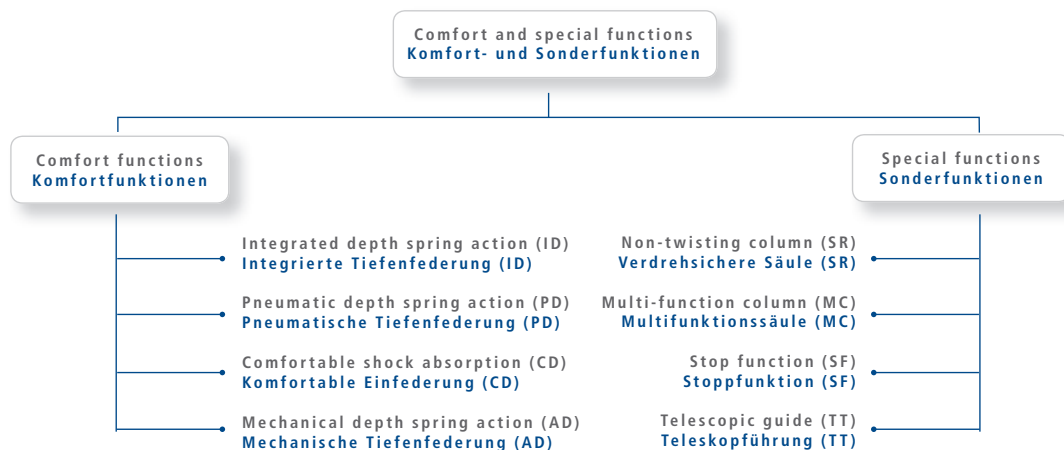 Comfort and special functions
Komfort- und Sonderfunktionen
Comfort functions
Komfortfunktionen
Special functions
Sonderfunktionen
Integrated depth spring action (ID)
Integrierte Tiefenfederung (ID)
Pneumatic depth spring action (PD)
Pneumatische Tiefenfederung (PD)
Comfortable shock absorption (CD)
Komfortable Einfederung (CD)
Mechanical depth spring action (AD)
Mechanische Tiefenfederung (AD)
Non-twisting column (SR)
Verdrehsichere Säule (SR)
Multi-function column (MC)
Multifunktionssäule (MC)
Stop function (SF)
Stoppfunktion (SF)
Telescopic guide (TT)
Teleskopführung (TT)